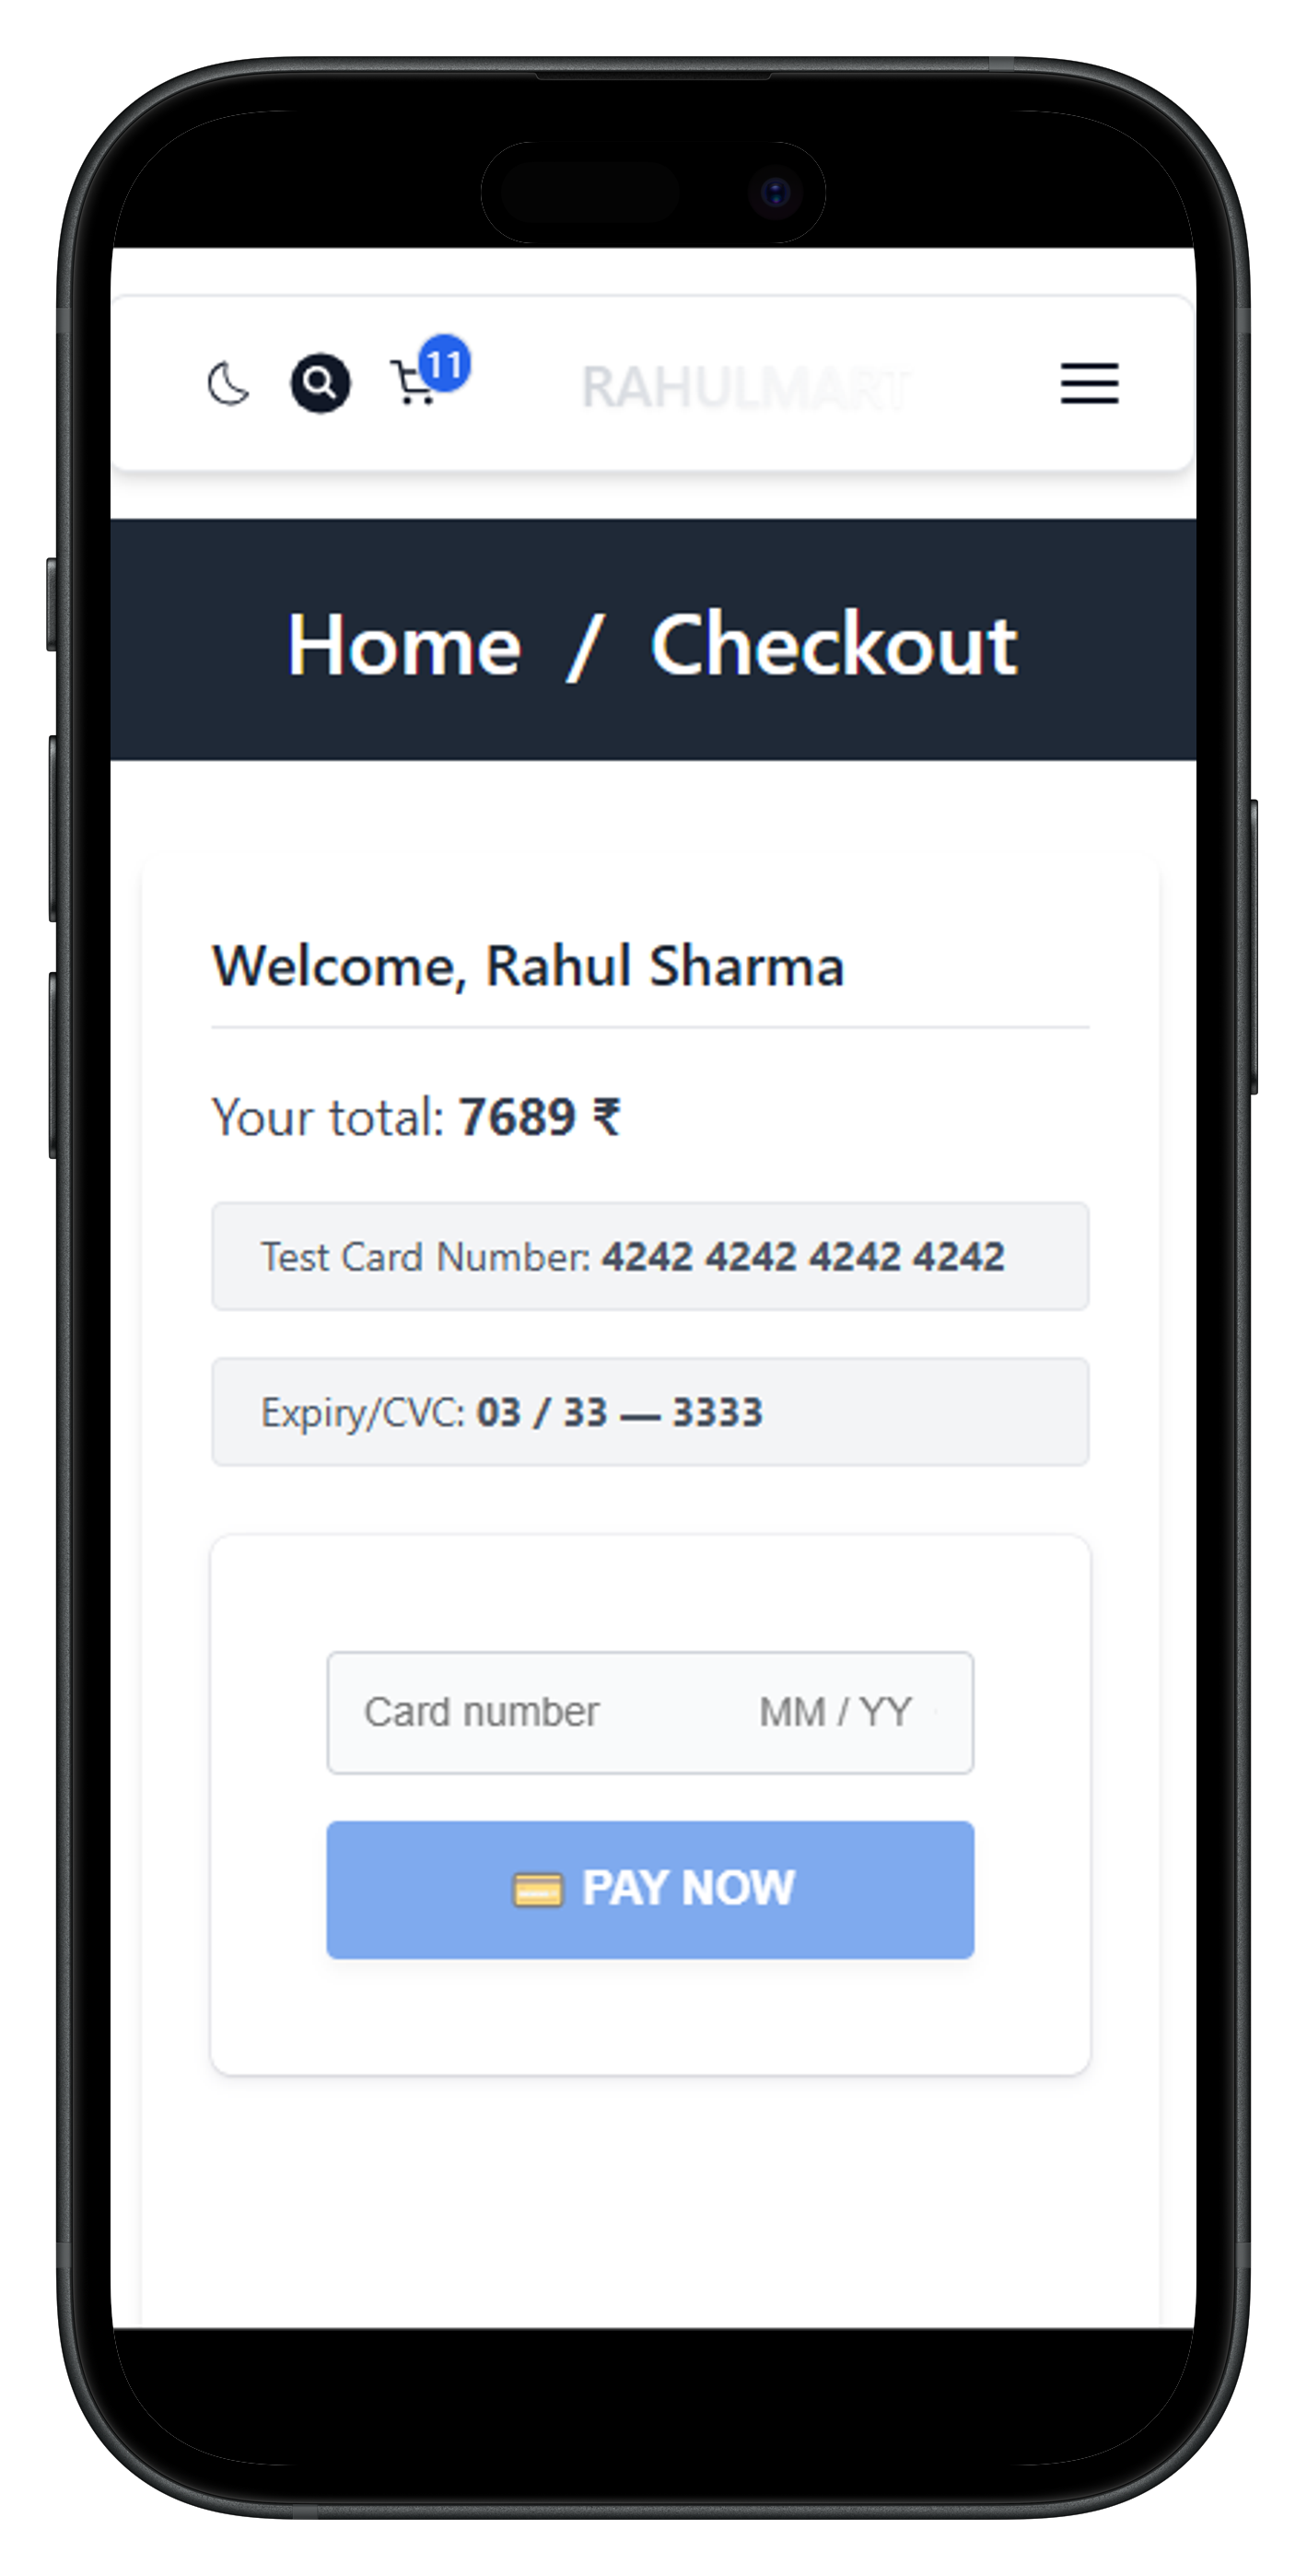 11
RAHULMART
Home / Checkout
Welcome, Rahul Sharma
Your total: 7689 ₹
Test Card Number: 4242 4242 4242 4242
Expiry/CVC: 03 / 33 — 3333
Card number MM / YY
PAY NOW